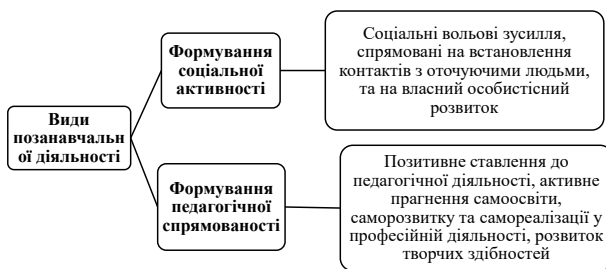 Види
позанавчальн
ої діяльності
Формування
соціальної
активності
Соціальні вольові зусилля,
спрямовані на встановлення
контактів з оточуючими людьми,
та на власний особистісний
розвиток
Формування
педагогічної
спрямованості
Позитивне ставлення до
педагогічної діяльності, активне
прагнення самоосвіти,
саморозвитку та самореалізації у
професійній діяльності, розвиток
творчих здібностей